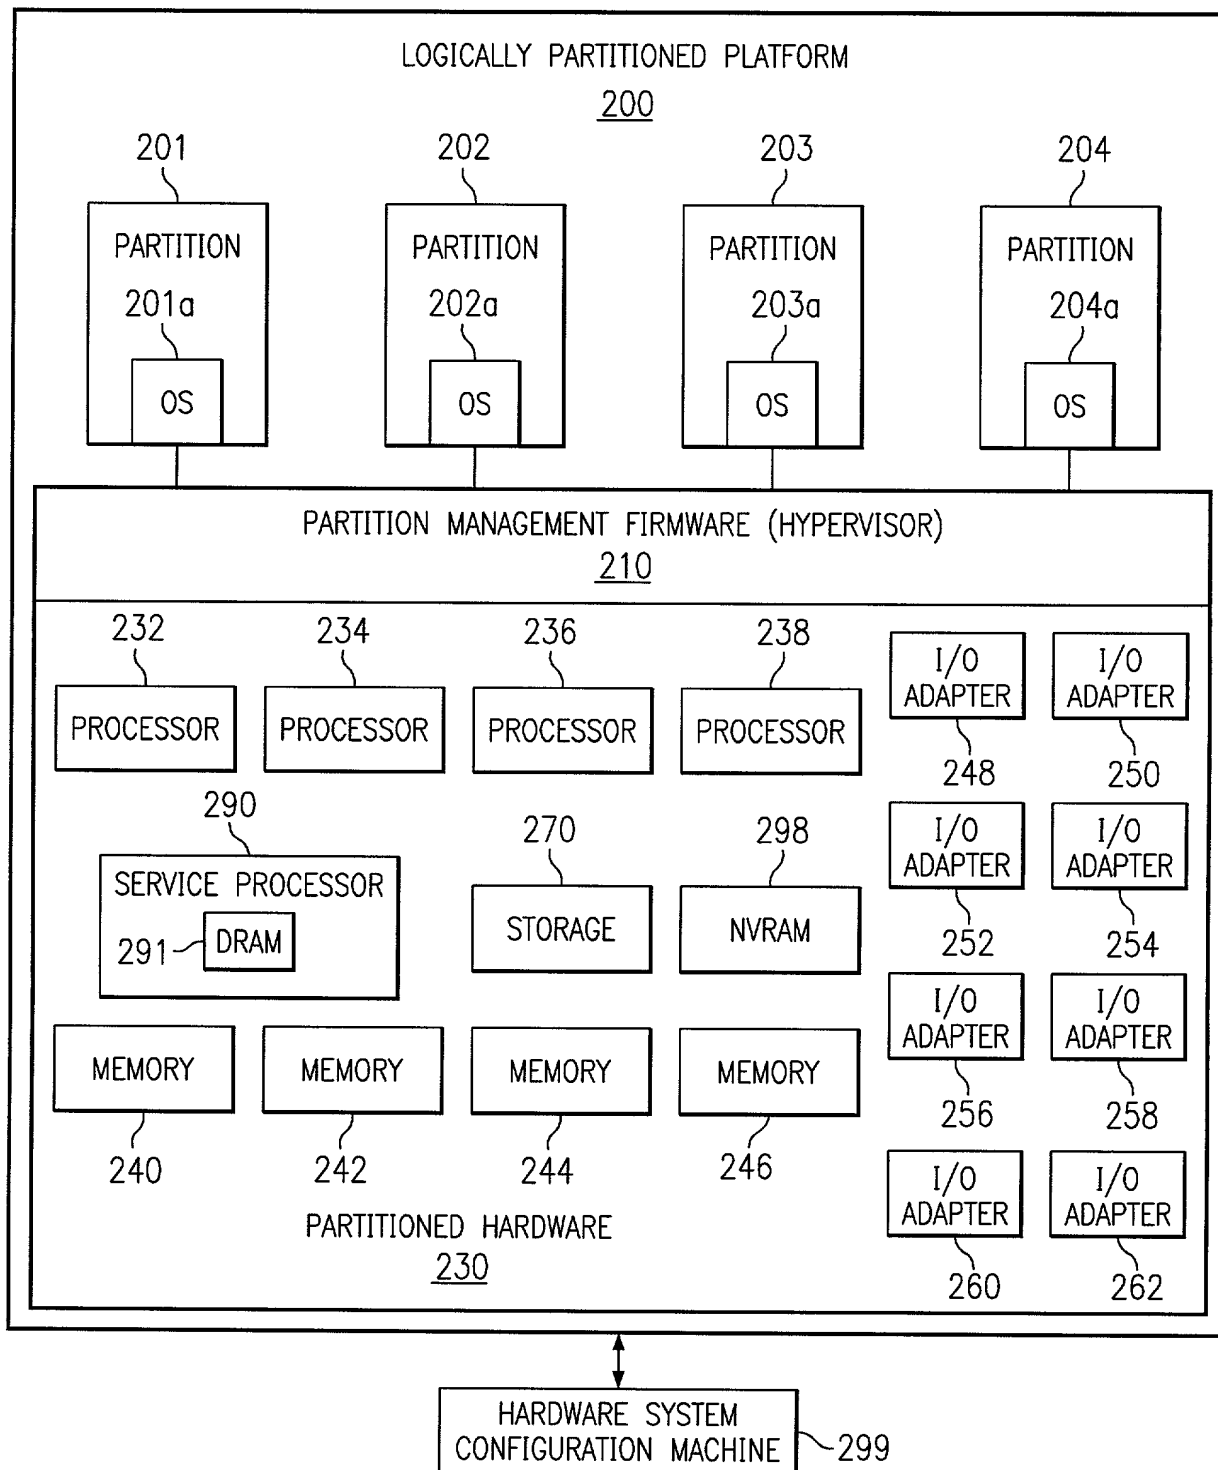 LOGICALLY PARTITIONED PLATFORM
200
201 202 203 204
PARTITION PARTITION PARTITION PARTITION
201a 202a 203a 204a
OS OS OS OS
PARTITION MANAGEMENT FIRMWARE (HYPERVISOR)
210
232 234 236 238
PROCESSOR PROCESSOR PROCESSOR PROCESSOR
I/O ADAPTER
248
I/O ADAPTER
250
290
SERVICE PROCESSOR
291 DRAM
270
STORAGE
298
NVRAM
I/O ADAPTER
252
I/O ADAPTER
254
MEMORY MEMORY MEMORY MEMORY
240 242 244 246
I/O ADAPTER
256
I/O ADAPTER
258
PARTITIONED HARDWARE
230
I/O ADAPTER
260
I/O ADAPTER
262
HARDWARE SYSTEM
CONFIGURATION MACHINE
299